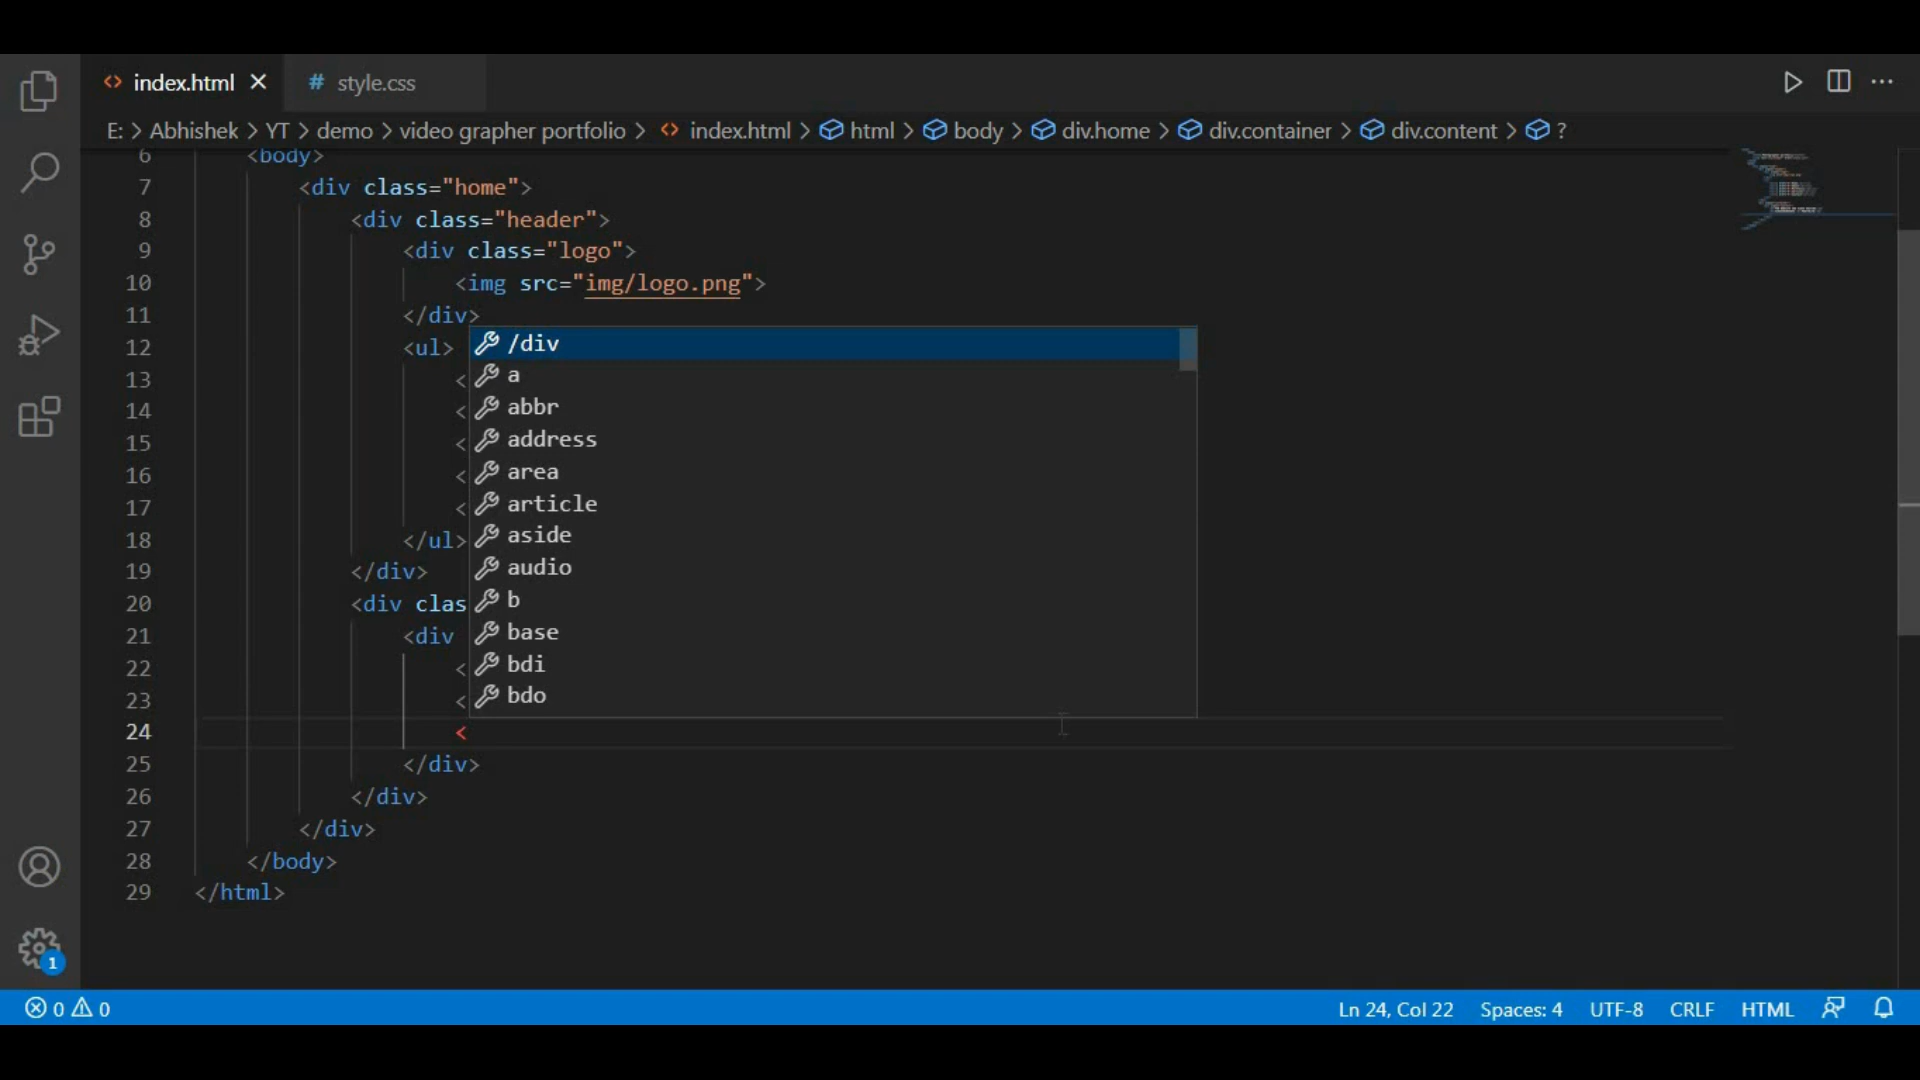 index.html
style.css
E: > Abhishek > YT > demo > video grapher portfolio > index.html > html > body > div.home > div.container > div.content > ?
6 <body>
7 <div class="home">
8 <div class="header">
9 <div class="logo">
10 <img src="img/logo.png">
11 </div>
12 <ul>
13 <
14 <
15 <
16 <
17 <
18 </ul>
19 </div>
20 <div clas
21 <div
22 <
23 <
24 <
25 </div>
26 </div>
27 </div>
28 </body>
29 </html>
/div
a
abbr
address
area
article
aside
audio
b
base
bdi
bdo
1
0 0
Ln 24, Col 22
Spaces: 4
UTF-8
CRLF
HTML